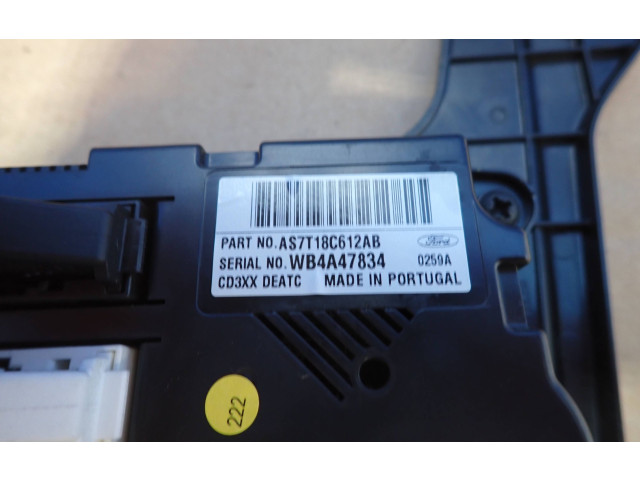 PART NO. AS7T18C612AB
Ford
SERIAL NO. WB4A47834
0259A
CD3XX DEATC MADE IN PORTUGAL
222